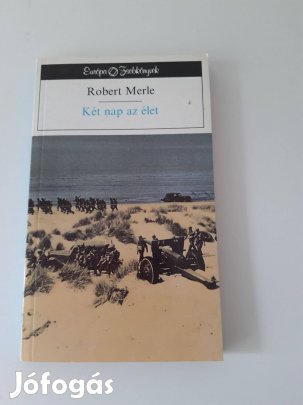 Európa Zsebkönyvek
Robert Merle
Két nap az élet
Jófogás